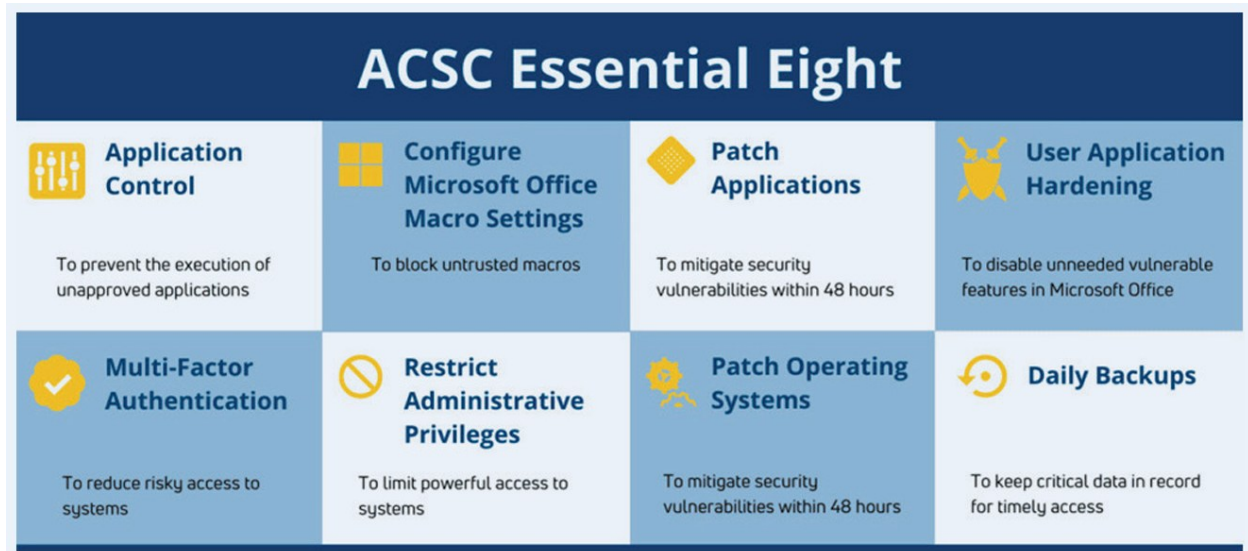 ACSC Essential Eight
Application
Control
To prevent the execution of
unapproved applications
Configure
Microsoft Office
Macro Settings
To block untrusted macros
Patch
Applications
To mitigate security
vulnerabilities within 48 hours
User Application
Hardening
To disable unneeded vulnerable
features in Microsoft Office
Multi-Factor
Authentication
To reduce risky access to
systems
Restrict
Administrative
Privileges
To limit powerful access to
systems
Patch Operating
Systems
To mitigate security
vulnerabilities within 48 hours
Daily Backups
To keep critical data in record
for timely access